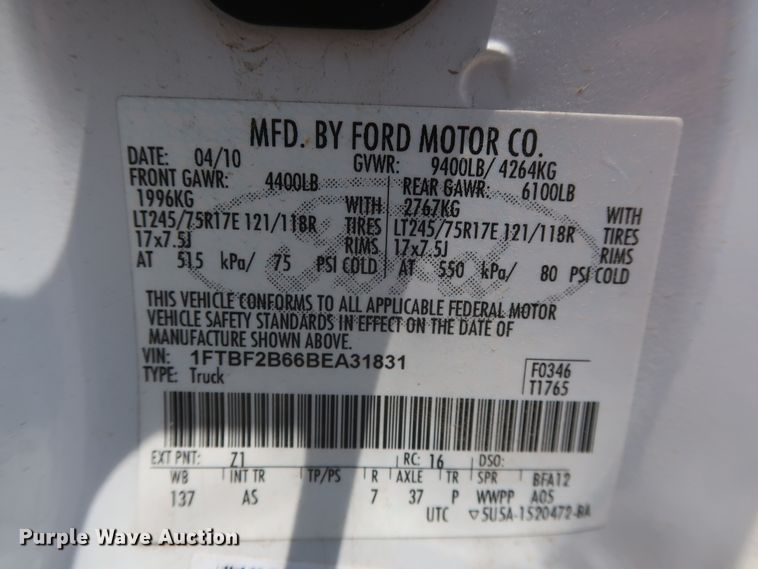 MFD. BY FORD MOTOR CO.
DATE: 04/10 GVWR: 9400LB/ 4264KG
FRONT GAWR: 4400LB REAR GAWR: 6100LB
1996KG WITH 2767KG WITH
LT245/75R17E 121/118R TIRES LT245/75R17E 121/118R TIRES
17x7.5J RIMS 17x7.5J RIMS
AT 515 kPa/ 75 PSI COLD AT 550 kPa/ 80 PSI COLD
THIS VEHICLE CONFORMS TO ALL APPLICABLE FEDERAL MOTOR
VEHICLE SAFETY STANDARDS IN EFFECT ON THE DATE OF
MANUFACTURE SHOWN ABOVE.
VIN: 1FTBF2B66BEA31831 F0346
TYPE: Truck T1765
EXT PNT: Z1 RC: 16 DSO:
WB INT TR TP/PS R AXLE TR SPR BFA12
137 AS 7 37 P WWPP A05
UTC ▽5U5A-1520472-BA
Purple Wave Auction